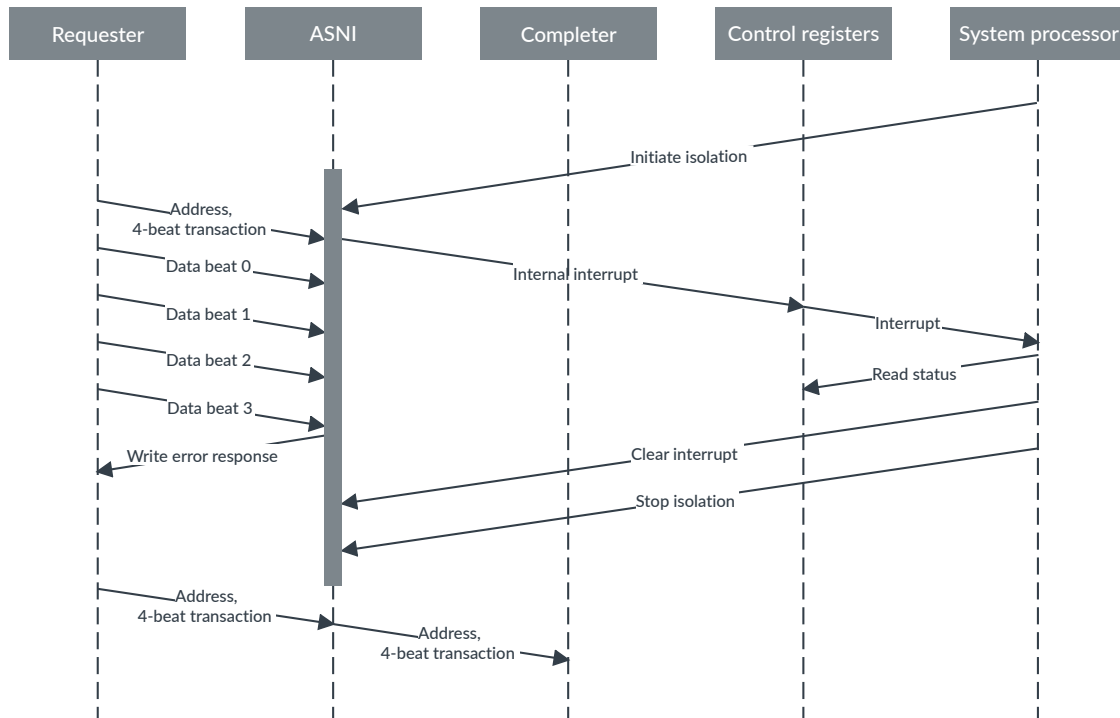 Requester
ASNI
Completer
Control registers
System processor
Initiate isolation
Address,
4-beat transaction
Data beat 0
Internal interrupt
Data beat 1
Interrupt
Data beat 2
Read status
Data beat 3
Write error response
Clear interrupt
Stop isolation
Address,
4-beat transaction
Address,
4-beat transaction